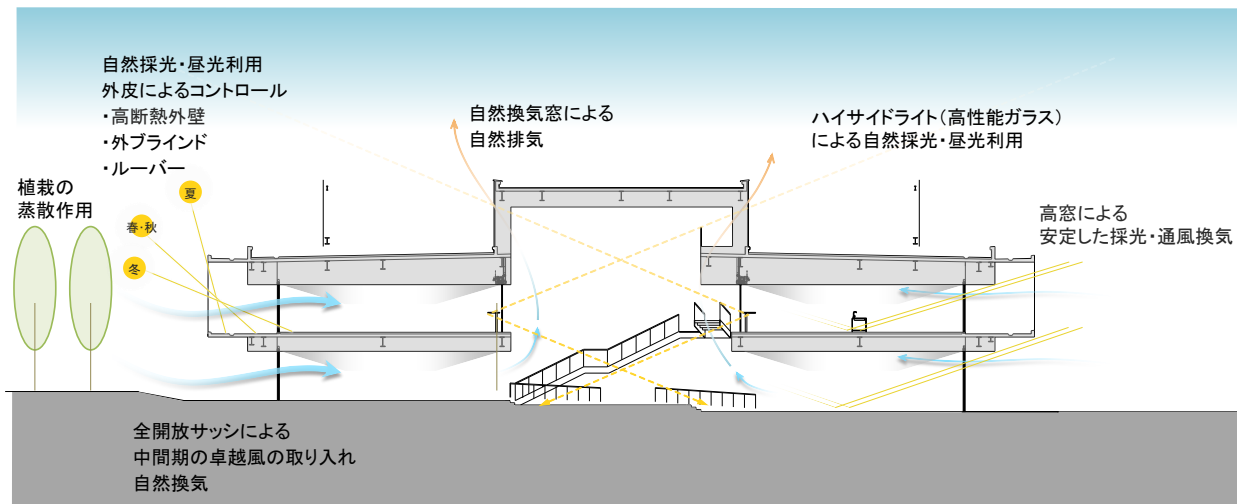 自然採光・昼光利用
外皮によるコントロール
・高断熱外壁
・外ブラインド
・ルーバー
自然換気窓による
自然排気
ハイサイドライト（高性能ガラス）
による自然採光・昼光利用
植栽の
蒸散作用
夏
春・秋
冬
高窓による
安定した採光・通風換気
全開放サッシによる
中間期の卓越風の取り入れ
自然換気